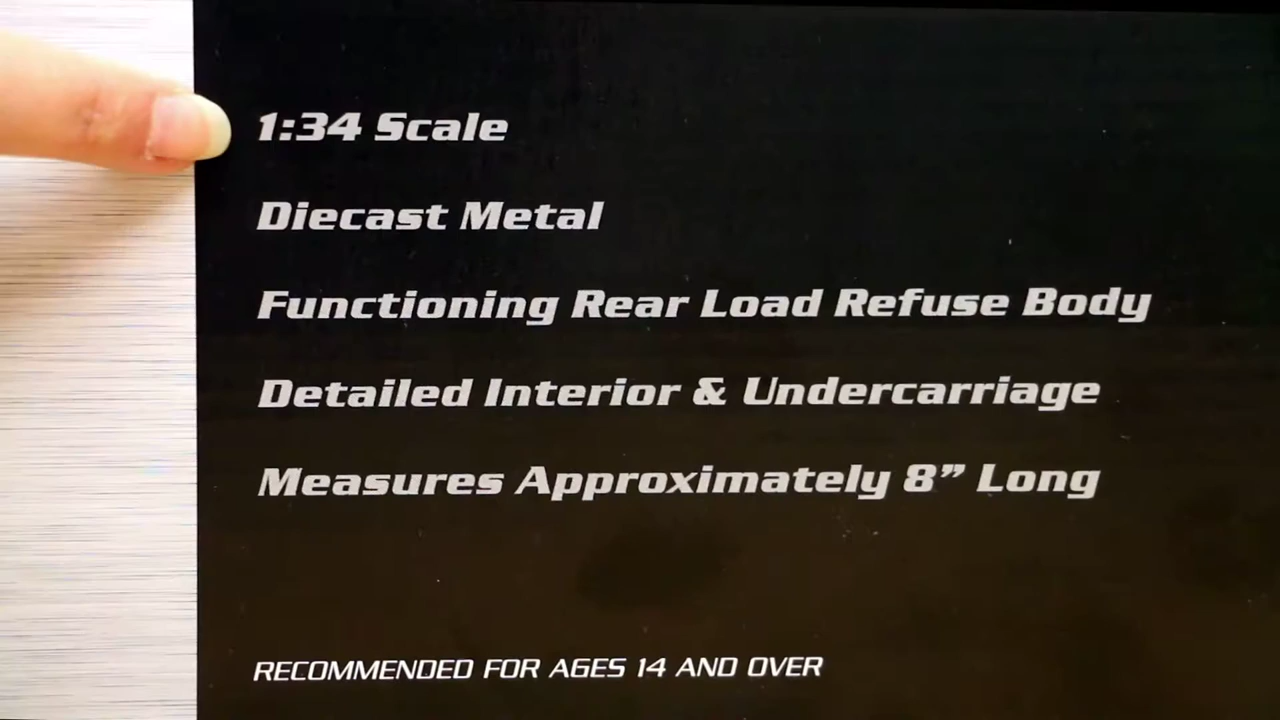 1:34 Scale
Diecast Metal
Functioning Rear Load Refuse Body
Detailed Interior & Undercarriage
Measures Approximately 8” Long
RECOMMENDED FOR AGES 14 AND OVER